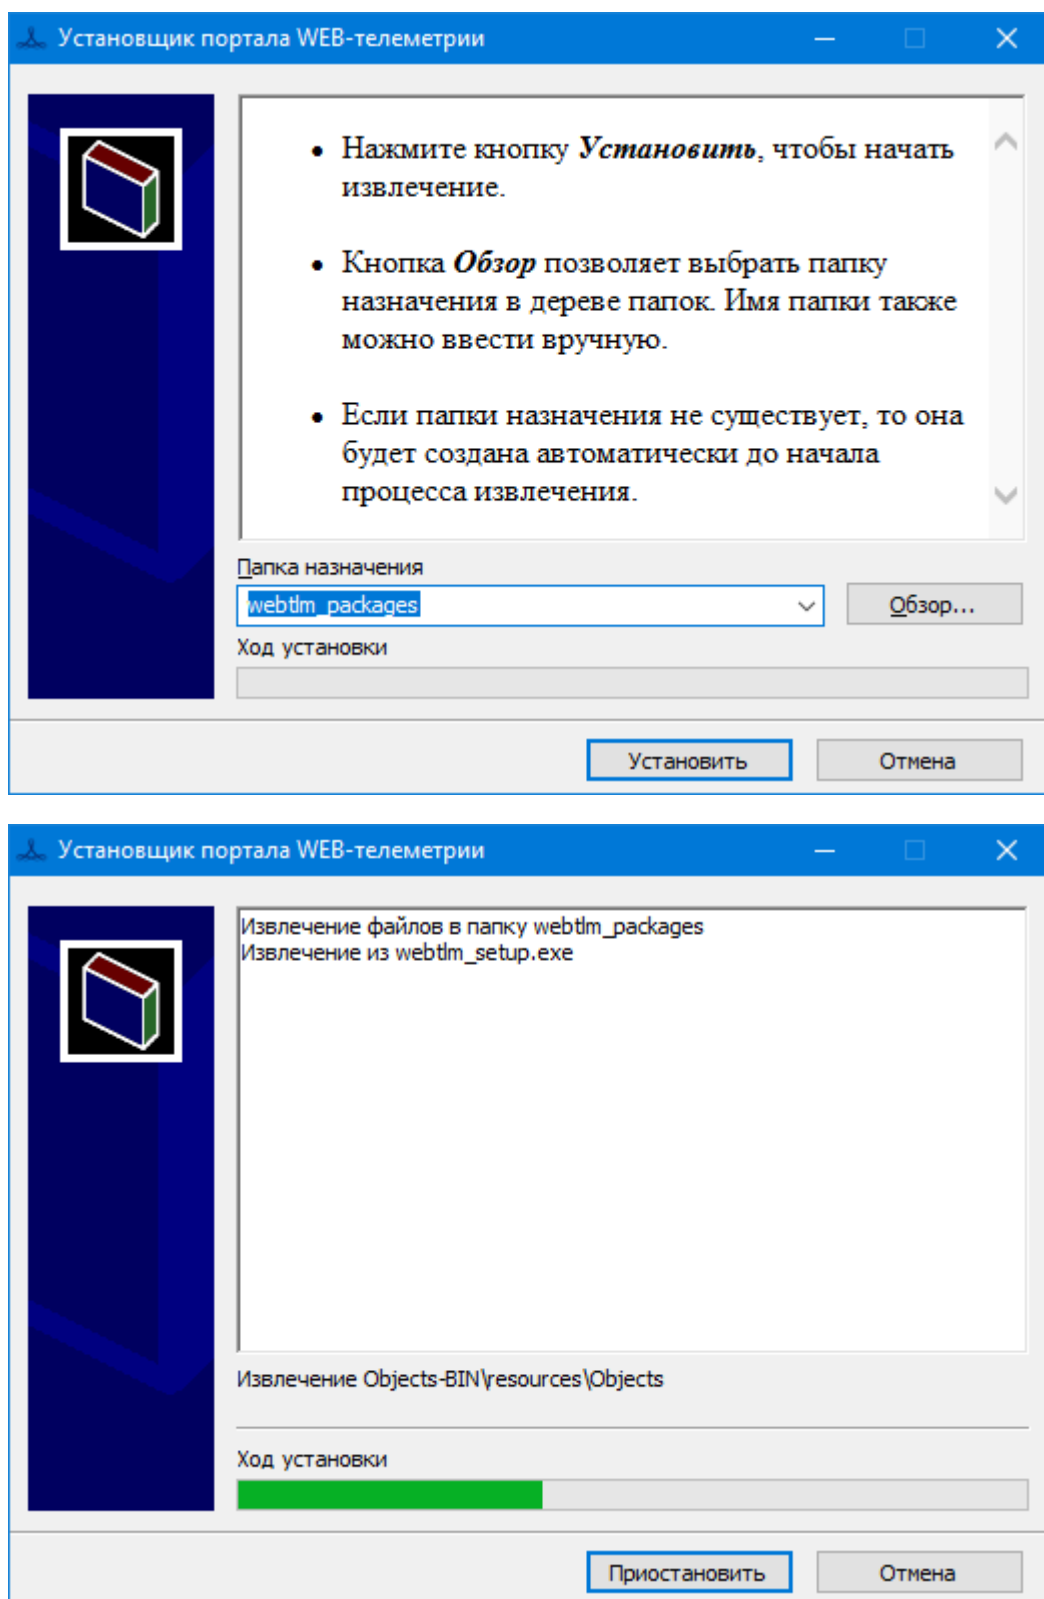 Установщик портала WEB-телеметрии
Нажмите кнопку Установить, чтобы начать
извлечение.
Кнопка Обзор позволяет выбрать папку
назначения в дереве папок. Имя папки также
можно ввести вручную.
Если папки назначения не существует, то она
будет создана автоматически до начала
процесса извлечения.
Папка назначения
webtlm_packages
Обзор...
Ход установки
Установить
Отмена
Установщик портала WEB-телеметрии
Извлечение файлов в папку webtlm_packages
Извлечение из webtlm_setup.exe
Извлечение Objects-BIN\resources\Objects
Ход установки
Приостановить
Отмена